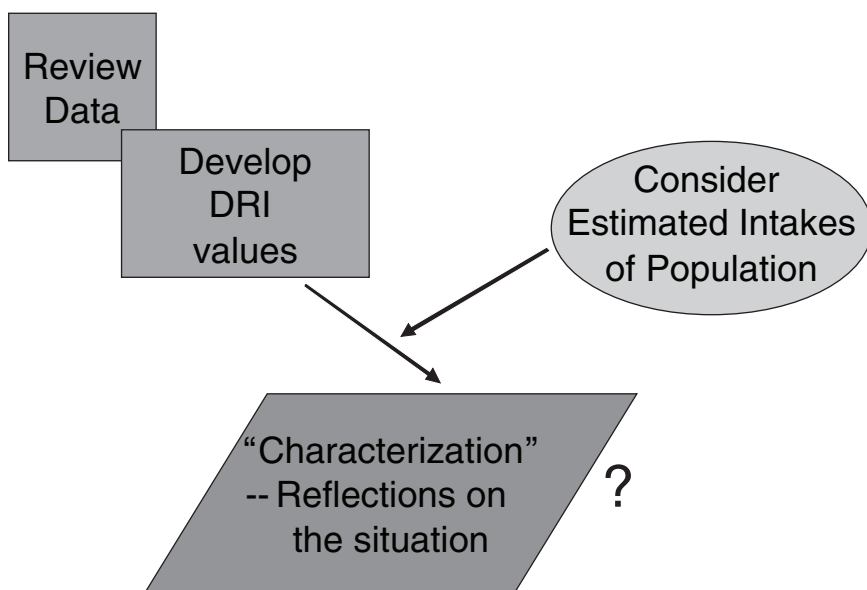 Review
Data
Develop
DRI
values
Consider
Estimated Intakes
of Population
“Characterization”
-- Reflections on
the situation
?